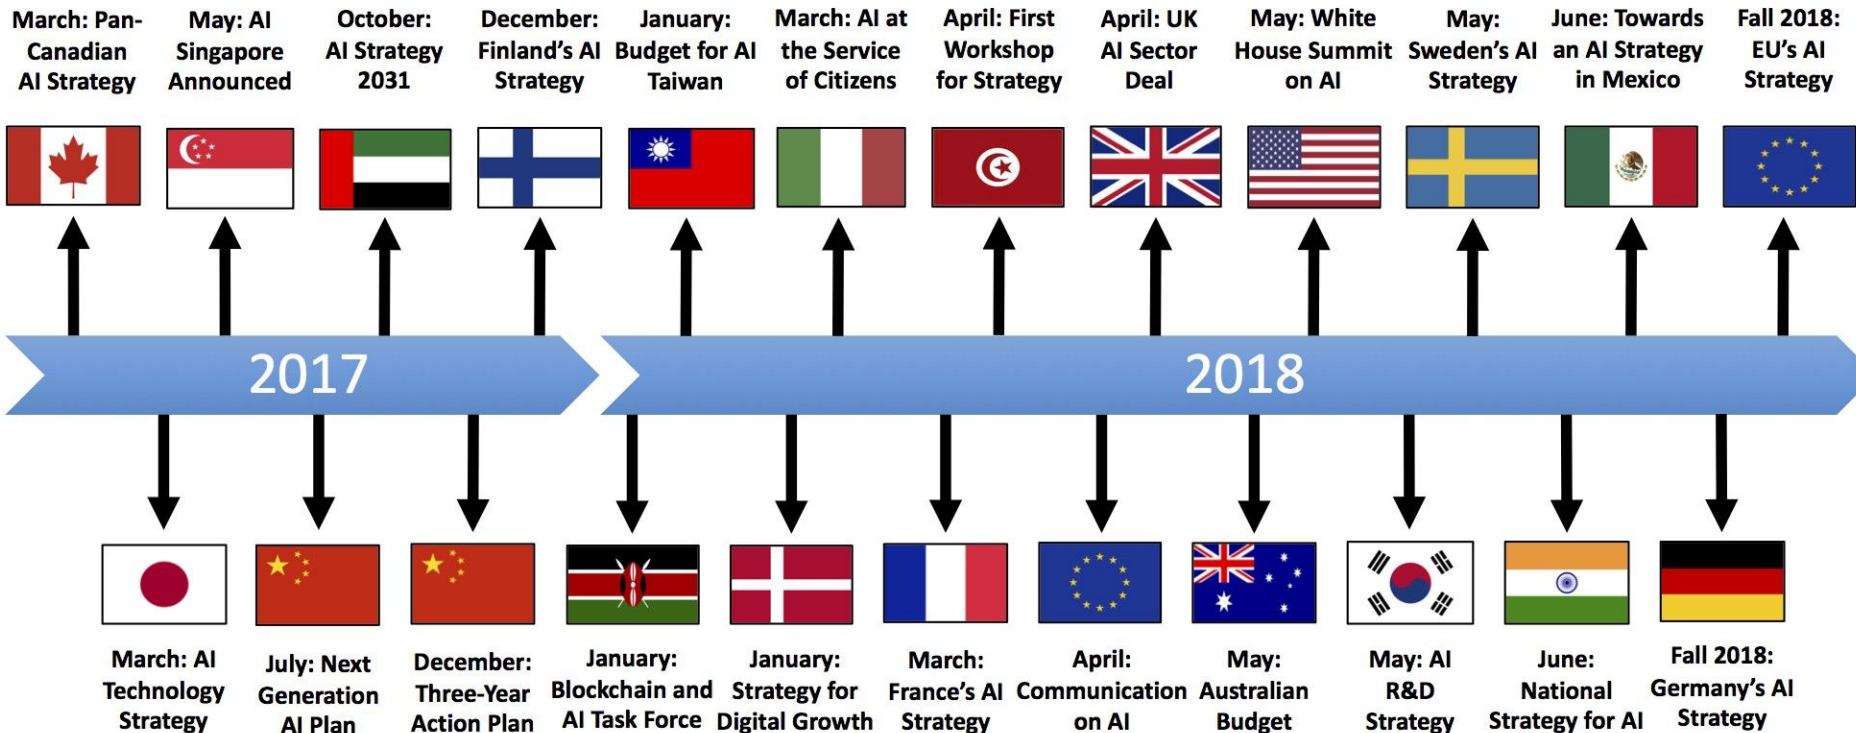 March: Pan-
Canadian
AI Strategy
May: AI
Singapore
Announced
October:
AI Strategy
2031
December:
Finland's AI
Strategy
January:
Budget for AI
Taiwan
March: AI at
the Service
of Citizens
April: First
Workshop
for Strategy
April: UK
AI Sector
Deal
May: White
House Summit
on AI
May:
Sweden's AI
Strategy
June: Towards
an AI Strategy
in Mexico
Fall 2018:
EU's AI
Strategy
2017
2018
March: AI
Technology
Strategy
July: Next
Generation
AI Plan
December:
Three-Year
Action Plan
January:
Blockchain and
AI Task Force
January:
Strategy for
Digital Growth
March:
France's AI
Strategy
April:
Communication
on AI
May:
Australian
Budget
May: AI
R&D
Strategy
June:
National
Strategy for AI
Fall 2018:
Germany's AI
Strategy